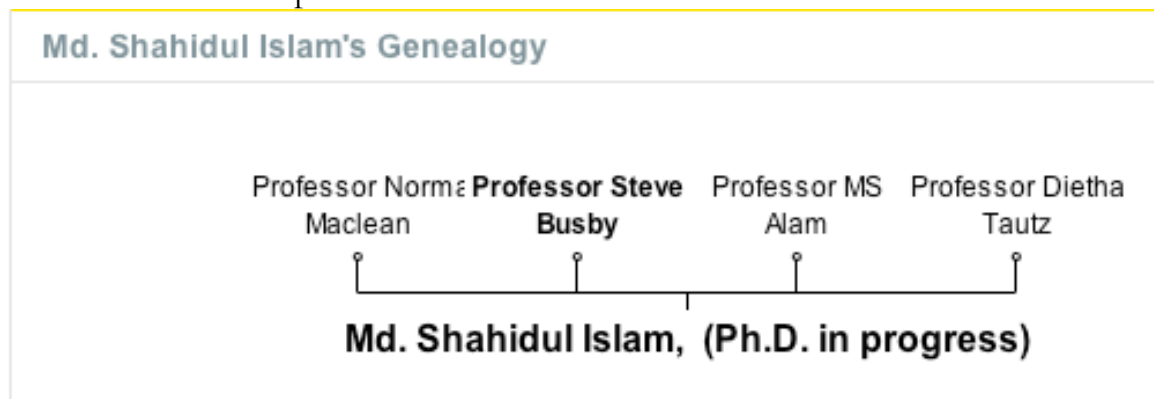 Md. Shahidul Islam's Genealogy
Professor Norma Professor Steve Professor MS Professor Dietha
Maclean Busby Alam Tautz
Md. Shahidul Islam, (Ph.D. in progress)